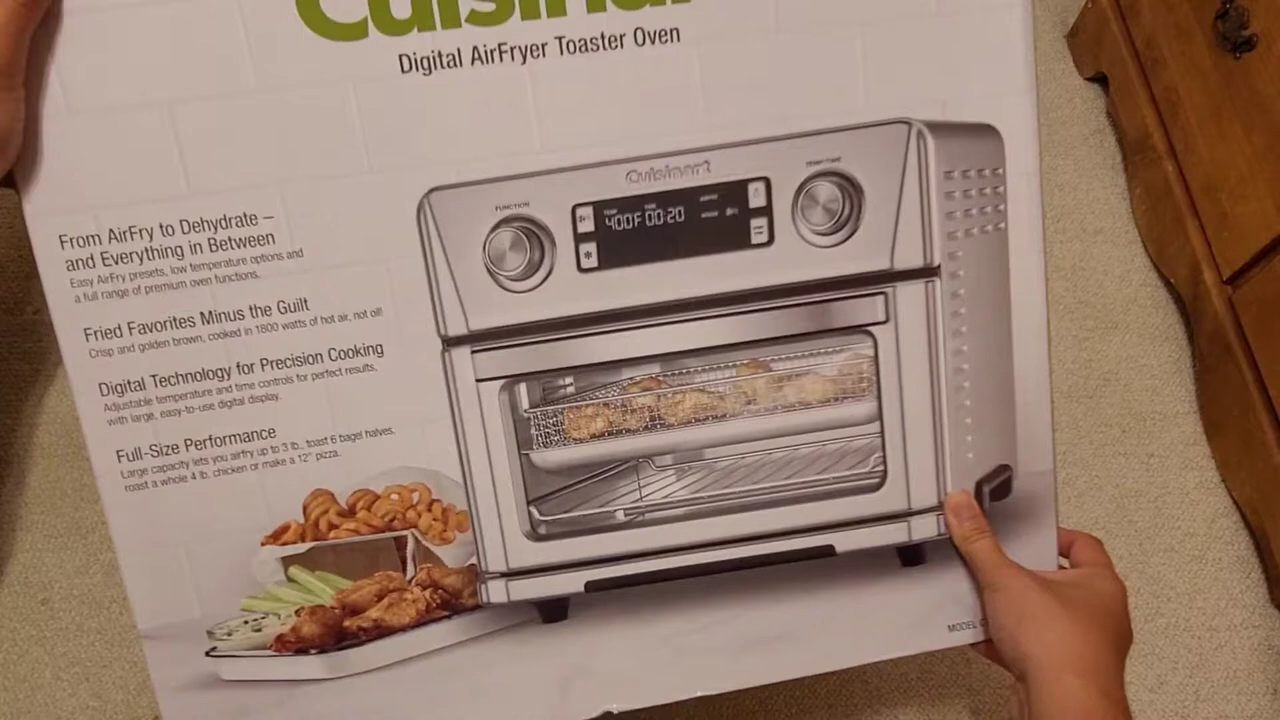 Cuisinar
Digital AirFryer Toaster Oven
Cuisinart
FUNCTION
TEMP/TIME
400F 00:20
From AirFry to Dehydrate –
and Everything in Between
Easy AirFry presets, low temperature options and
a full range of premium oven functions.
Fried Favorites Minus the Guilt
Crisp and golden brown, cooked in 1800 watts of hot air, not oil!
Digital Technology for Precision Cooking
Adjustable temperature and time controls for perfect results,
with large, easy-to-use digital display.
Full-Size Performance
Large capacity lets you airfry up to 3 lb., toast 6 bagel halves,
roast a whole 4 lb. chicken or make a 12" pizza.
MODEL